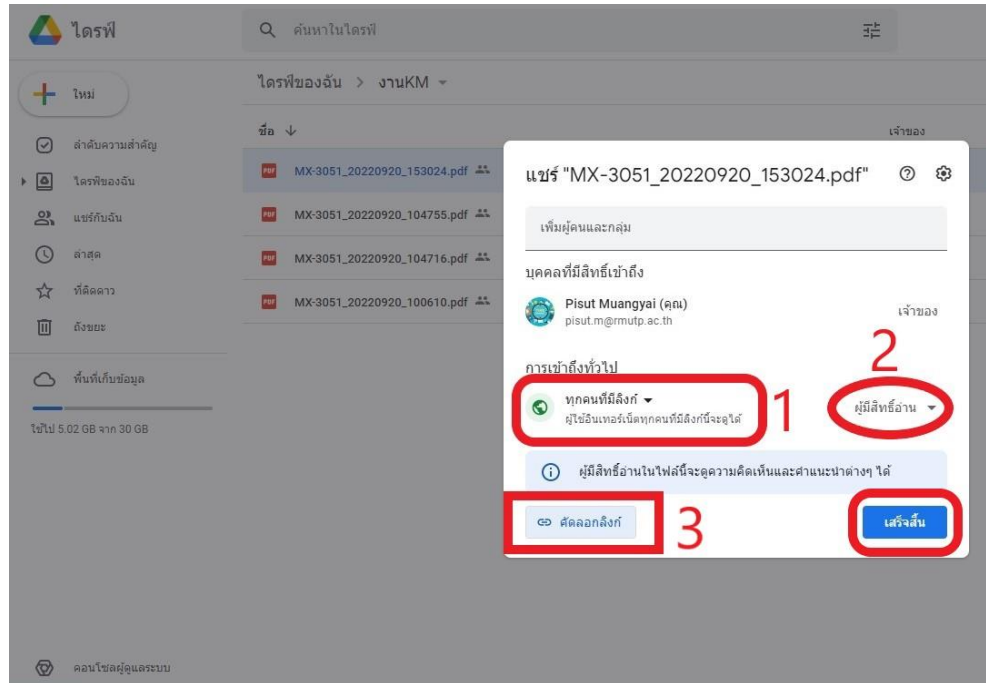 ไดรฟ์
ค้นหาในไดรฟ์
ใหม่
ไดรฟ์ของฉัน > งานKM
ชื่อ
เจ้าของ
ลำดับความสำคัญ
ไดรฟ์ของฉัน
แชร์กับฉัน
ล่าสุด
ที่ติดดาว
ถังขยะ
พื้นที่เก็บข้อมูล
ใช้ไป 5.02 GB จาก 30 GB
คอนโซลผู้ดูแลระบบ
PDF MX-3051_20220920_153024.pdf
PDF MX-3051_20220920_104755.pdf
PDF MX-3051_20220920_104716.pdf
PDF MX-3051_20220920_100610.pdf
แชร์ "MX-3051_20220920_153024.pdf"
เพิ่มผู้คนและกลุ่ม
บุคคลที่มีสิทธิ์เข้าถึง
Pisut Muangyai (คุณ)
pisut.m@rmutp.ac.th
เจ้าของ
การเข้าถึงทั่วไป
ทุกคนที่มีลิงก์
ผู้ใช้อินเทอร์เน็ตทุกคนที่มีลิงก์นี้จะดูได้
1
2
ผู้มีสิทธิ์อ่าน
ผู้มีสิทธิ์อ่านในไฟล์นี้จะดูความคิดเห็นและคำแนะนำต่างๆ ได้
คัดลอกลิงก์
3
เสร็จสิ้น